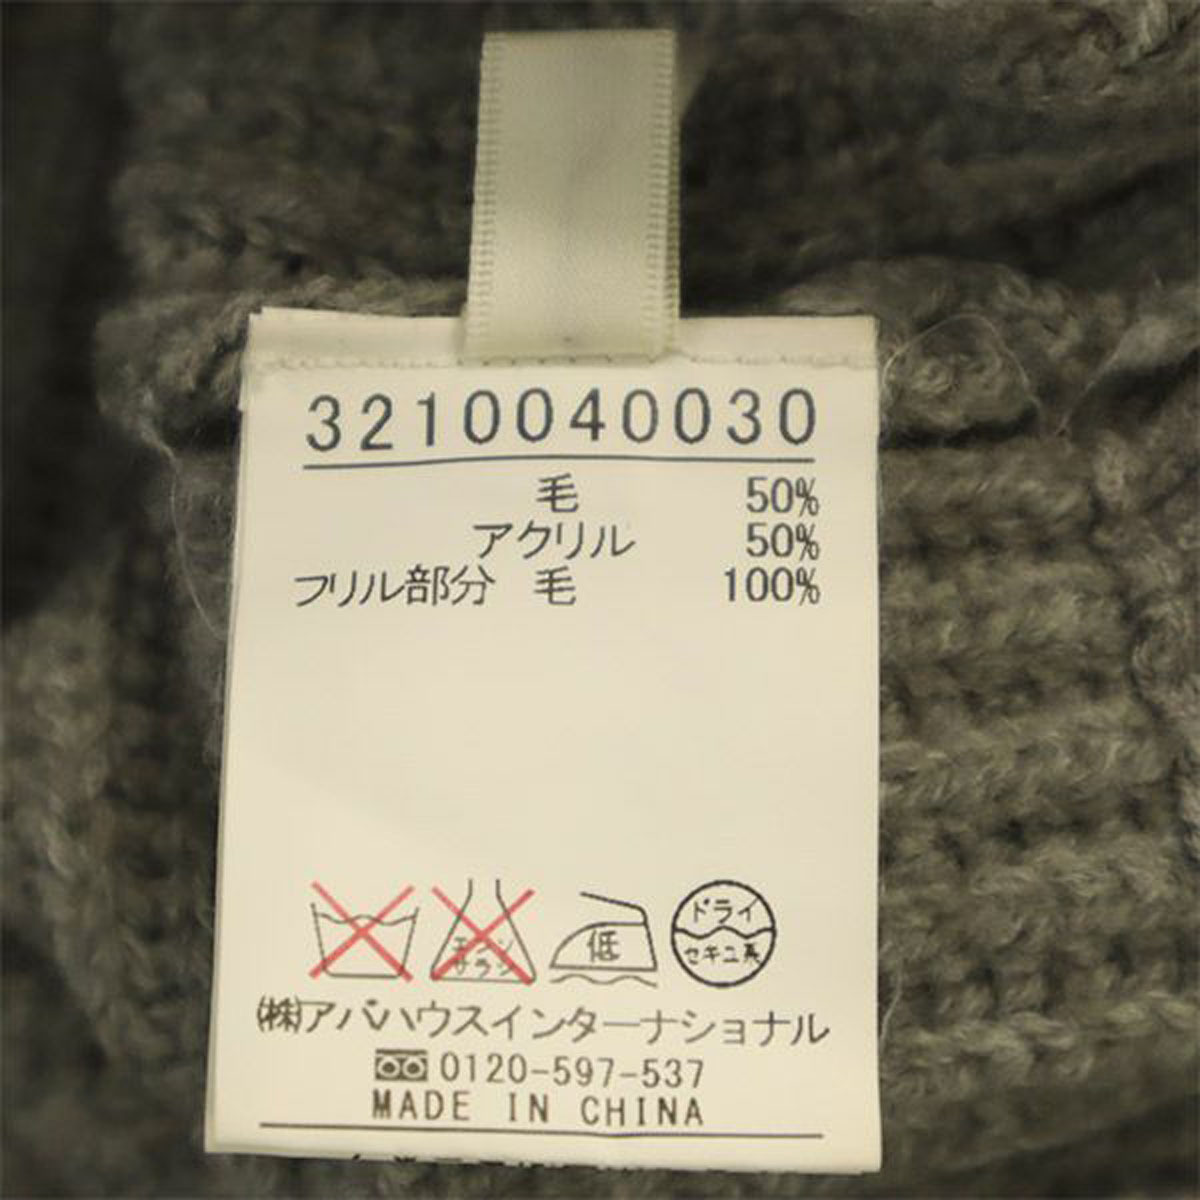 3210040030
毛 50%
アクリル 50%
フリル部分 毛 100%
低
ドライ
セキユ系
㈱アバハウスインターナショナル
0120-597-537
MADE IN CHINA